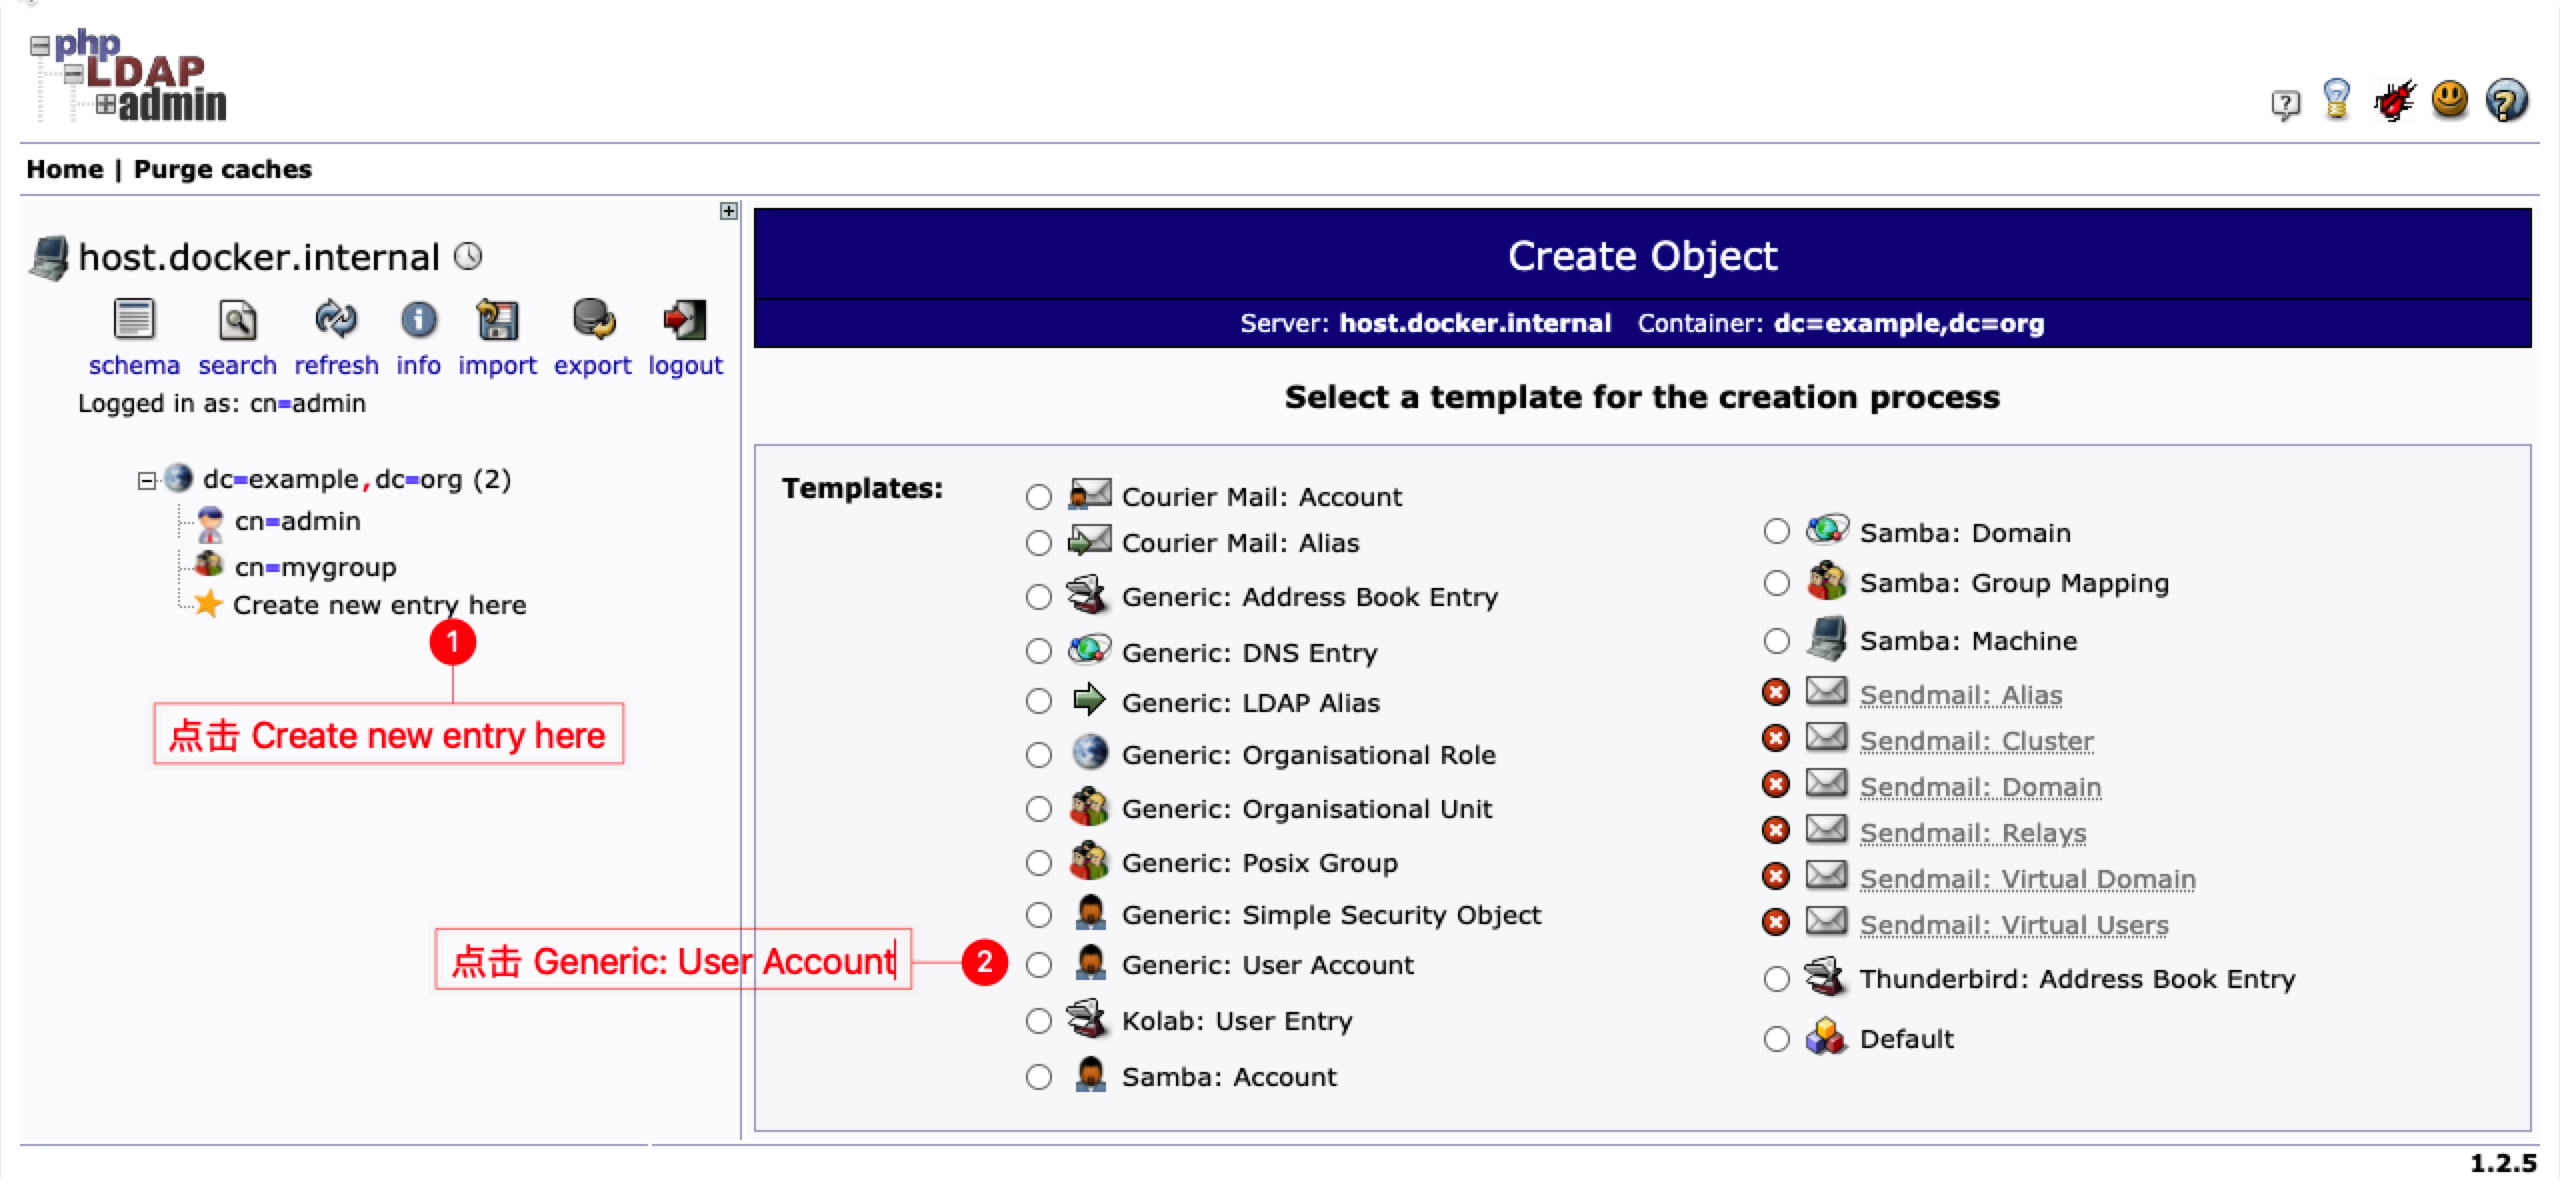 php
LDAP
admin
Home | Purge caches
host.docker.internal
schema search refresh info import export logout
Logged in as: cn=admin
dc=example,dc=org (2)
cn=admin
cn=mygroup
Create new entry here
1
点击 Create new entry here
Create Object
Server: host.docker.internal Container: dc=example,dc=org
Select a template for the creation process
Templates:
Courier Mail: Account
Courier Mail: Alias
Generic: Address Book Entry
Generic: DNS Entry
Generic: LDAP Alias
Generic: Organisational Role
Generic: Organisational Unit
Generic: Posix Group
Generic: Simple Security Object
点击 Generic: User Account
2
Generic: User Account
Kolab: User Entry
Samba: Account
Samba: Domain
Samba: Group Mapping
Samba: Machine
Sendmail: Alias
Sendmail: Cluster
Sendmail: Domain
Sendmail: Relays
Sendmail: Virtual Domain
Sendmail: Virtual Users
Thunderbird: Address Book Entry
Default
1.2.5